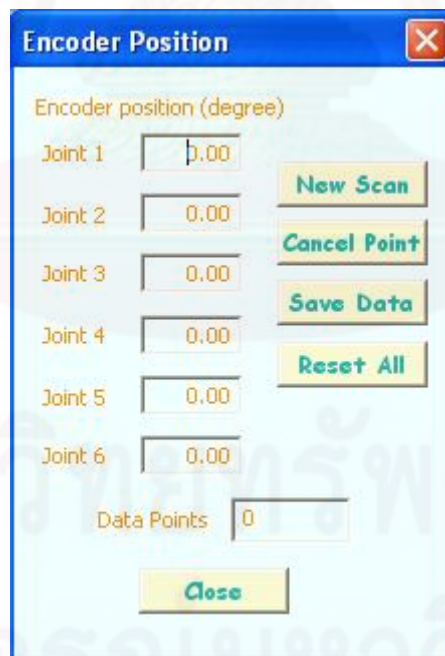 Encoder Position
Encoder position (degree)
Joint 1 0.00
New Scan
Joint 2 0.00
Cancel Point
Joint 3 0.00
Save Data
Joint 4 0.00
Reset All
Joint 5 0.00
Joint 6 0.00
Data Points 0
Close